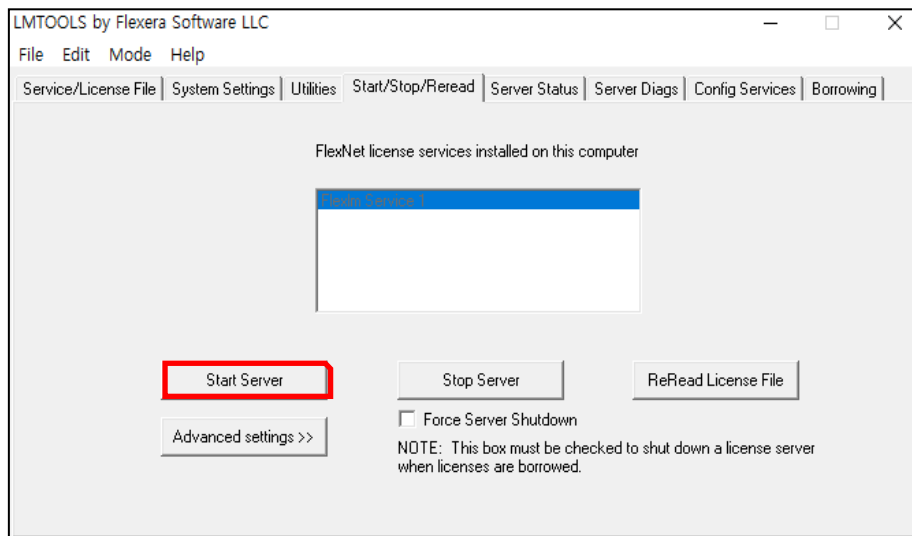 LMTOOLS by Flexera Software LLC
File Edit Mode Help
Service/License File System Settings Utilities Start/Stop/Reread Server Status Server Diags Config Services Borrowing
FlexNet license services installed on this computer
Flexlm Service 1
Start Server Stop Server ReRead License File
Advanced settings >> Force Server Shutdown
NOTE: This box must be checked to shut down a license server
when licenses are borrowed.